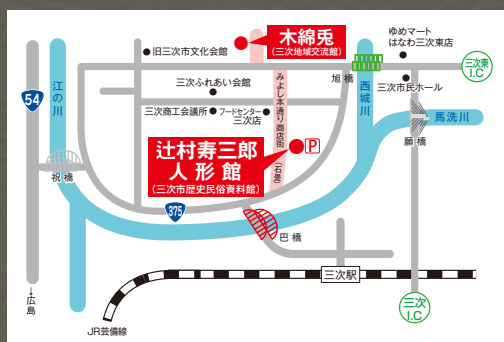 木綿兎
(三次地域交流館)
旧三次市文化会館
ゆめマート
はなわ三次東店
三次東
I.C
旭橋
三次市民ホール
江の川
54
三次ふれあい会館
三次商工会議所
フードセンター
三次店
みよし本通り商店街(石畳)
西城川
馬洗川
願橋
辻村寿三郎
人形館
(三次市歴史民俗資料館)
P
祝橋
375
巴橋
三次駅
三次
I.C
←広島
JR芸備線